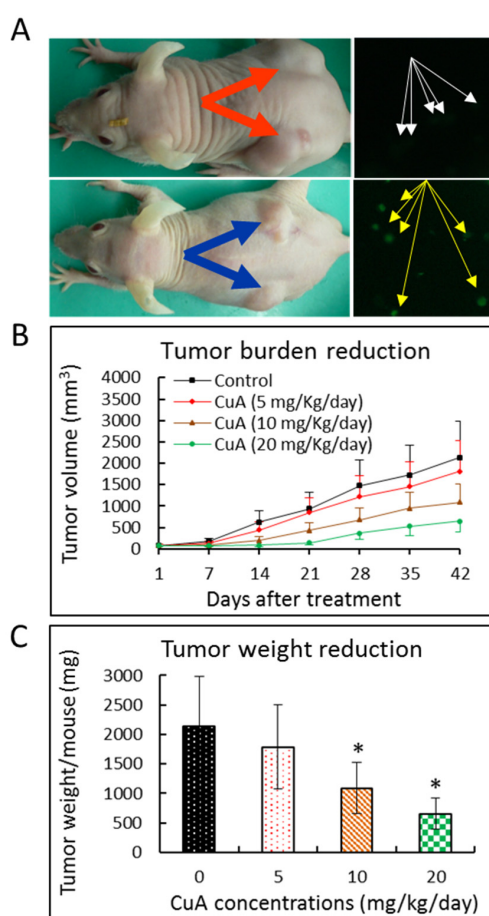 A
B
Tumor burden reduction
4000
3500
3000
2500
2000
1500
1000
500
0
Tumor volume (mm³)
Control
CuA (5 mg/Kg/day)
CuA (10 mg/Kg/day)
CuA (20 mg/Kg/day)
1 7 14 21 28 35 42
Days after treatment
C
Tumor weight reduction
3000
2500
2000
1500
1000
500
0
Tumor weight/mouse (mg)
* *
0 5 10 20
CuA concentrations (mg/kg/day)